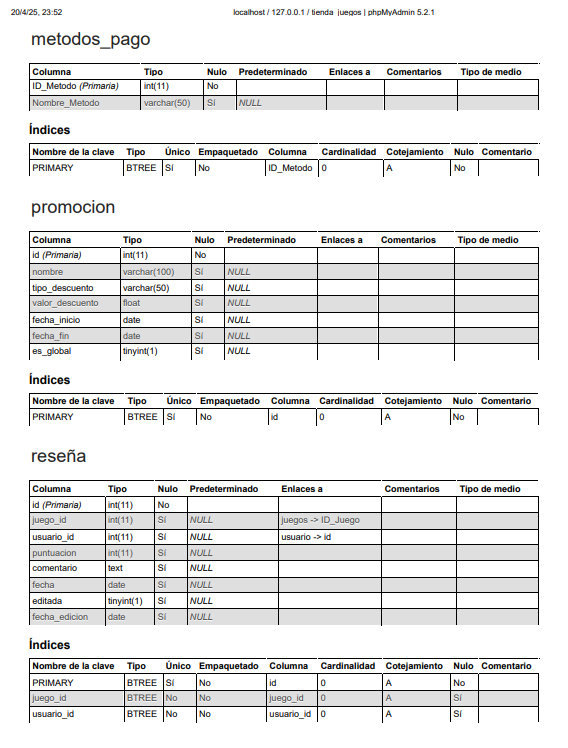 20/4/25, 23:52 localhost / 127.0.0.1 / tienda_juegos | phpMyAdmin 5.2.1
metodos_pago
Columna Tipo Nulo Predeterminado Enlaces a Comentarios Tipo de medio
ID_Metodo (Primaria) int(11) No
Nombre_Metodo varchar(50) Sí NULL
Índices
Nombre de la clave Tipo Único Empaquetado Columna Cardinalidad Cotejamiento Nulo Comentario
PRIMARY BTREE Sí No ID_Metodo 0 A No
promocion
Columna Tipo Nulo Predeterminado Enlaces a Comentarios Tipo de medio
id (Primaria) int(11) No
nombre varchar(100) Sí NULL
tipo_descuento varchar(50) Sí NULL
valor_descuento float Sí NULL
fecha_inicio date Sí NULL
fecha_fin date Sí NULL
es_global tinyint(1) Sí NULL
Índices
Nombre de la clave Tipo Único Empaquetado Columna Cardinalidad Cotejamiento Nulo Comentario
PRIMARY BTREE Sí No id 0 A No
reseña
Columna Tipo Nulo Predeterminado Enlaces a Comentarios Tipo de medio
id (Primaria) int(11) No
juego_id int(11) Sí NULL juegos -> ID_Juego
usuario_id int(11) Sí NULL usuario -> id
puntuacion int(11) Sí NULL
comentario text Sí NULL
fecha date Sí NULL
editada tinyint(1) Sí NULL
fecha_edicion date Sí NULL
Índices
Nombre de la clave Tipo Único Empaquetado Columna Cardinalidad Cotejamiento Nulo Comentario
PRIMARY BTREE Sí No id 0 A No
juego_id BTREE No No juego_id 0 A Sí
usuario_id BTREE No No usuario_id 0 A Sí